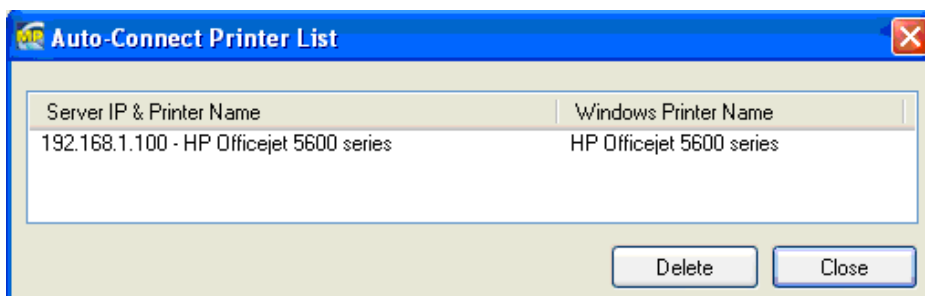 Auto-Connect Printer List
Server IP & Printer Name Windows Printer Name
192.168.1.100 - HP Officejet 5600 series HP Officejet 5600 series
Delete Close